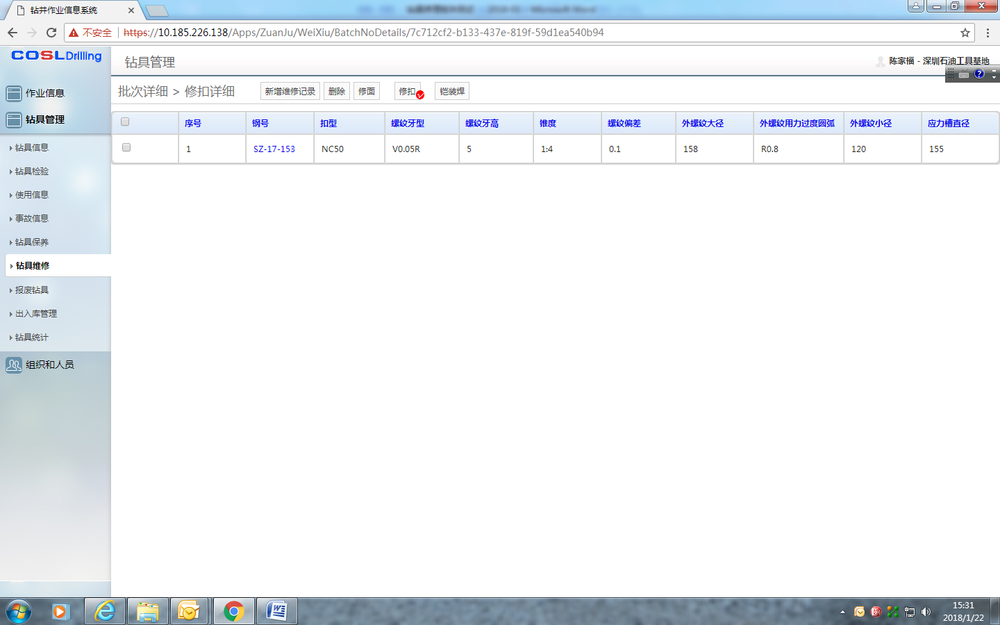 钻井作业信息系统
不安全 https://10.185.226.138/Apps/ZuanJu/WeiXiu/BatchNoDetails/7c712cf2-b133-437e-819f-59d1ea540b94
COSL Drilling
钻具管理
陈家福 - 深圳石油工具基地
作业信息
钻具管理
钻具信息
钻具检验
使用信息
事故信息
钻具保养
钻具维修
报废钻具
出入库管理
钻具统计
组织和人员
批次详细 > 修扣详细 新增维修记录 删除 修面 修扣 铠装焊
序号 钢号 扣型 螺纹牙型 螺纹牙高 锥度 螺纹偏差 外螺纹大径 外螺纹用力过度圆弧 外螺纹小径 应力槽直径
1 SZ-17-153 NC50 V0.05R 5 1:4 0.1 158 R0.8 120 155
15:31
2018/1/22